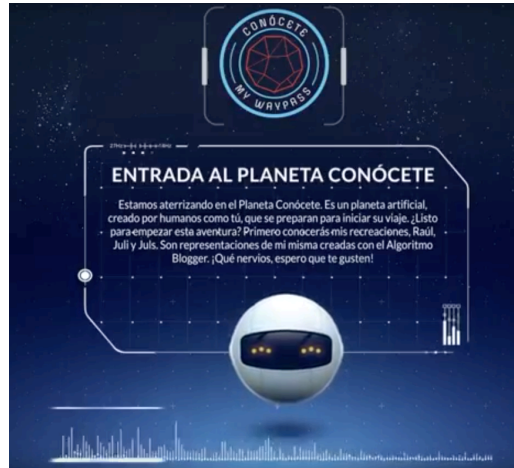 CONÓCETE
MY WAYPASS
ENTRADA AL PLANETA CONÓCETE
Estamos aterrizando en el Planeta Conócete. Es un planeta artificial,
creado por humanos como tú, que se preparan para iniciar su viaje. ¿Listo
para empezar esta aventura? Primero conocerás mis recreaciones, Raúl,
Juli y Juls. Son representaciones de mi misma creadas con el Algoritmo
Blogger. ¡Qué nervios, espero que te gusten!